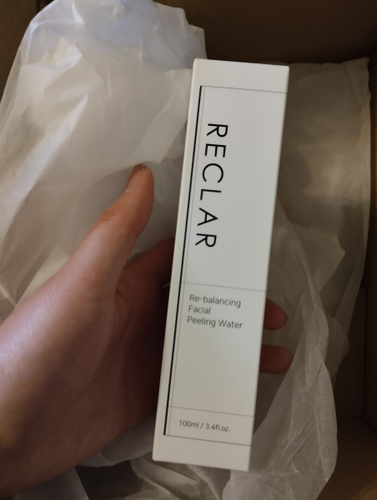 RECLAR
Re-balancing
Facial
Peeling Water
100ml / 3.4fl.oz.